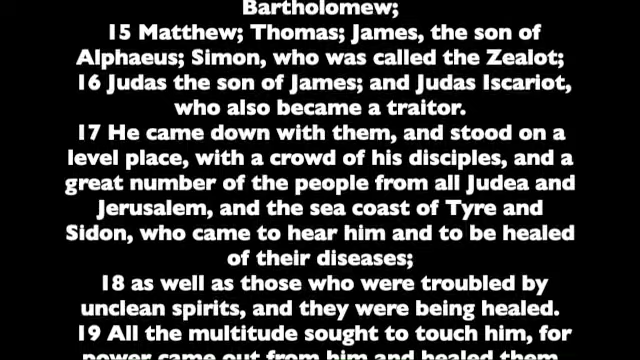 Bartholomew;
15 Matthew; Thomas; James, the son of
Alphaeus; Simon, who was called the Zealot;
16 Judas the son of James; and Judas Iscariot,
who also became a traitor.
17 He came down with them, and stood on a
level place, with a crowd of his disciples, and a
great number of the people from all Judea and
Jerusalem, and the sea coast of Tyre and
Sidon, who came to hear him and to be healed
of their diseases;
18 as well as those who were troubled by
unclean spirits, and they were being healed.
19 All the multitude sought to touch him, for
power came out from him and healed them